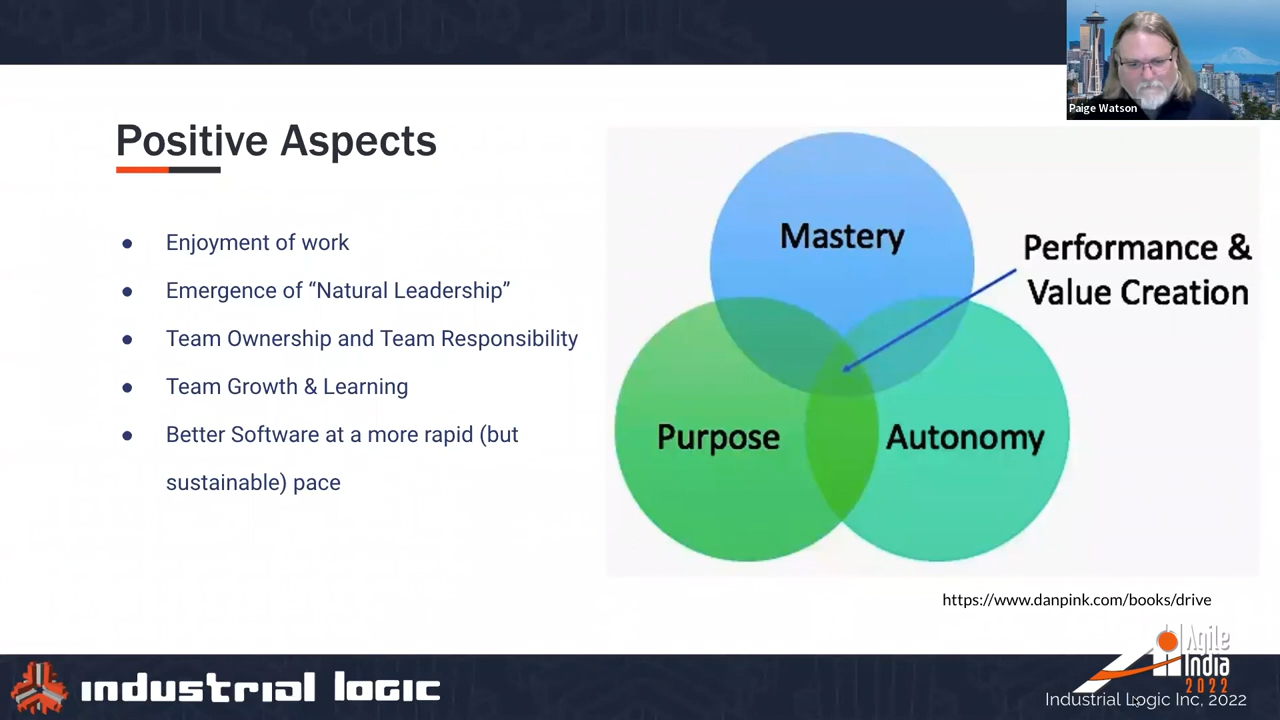 Paige Watson
Positive Aspects
● Enjoyment of work
● Emergence of “Natural Leadership”
● Team Ownership and Team Responsibility
● Team Growth & Learning
● Better Software at a more rapid (but
sustainable) pace
Mastery
Performance &
Value Creation
Purpose
Autonomy
https://www.danpink.com/books/drive
industrial logic
Agile
India
2022
Industrial Logic Inc, 2022